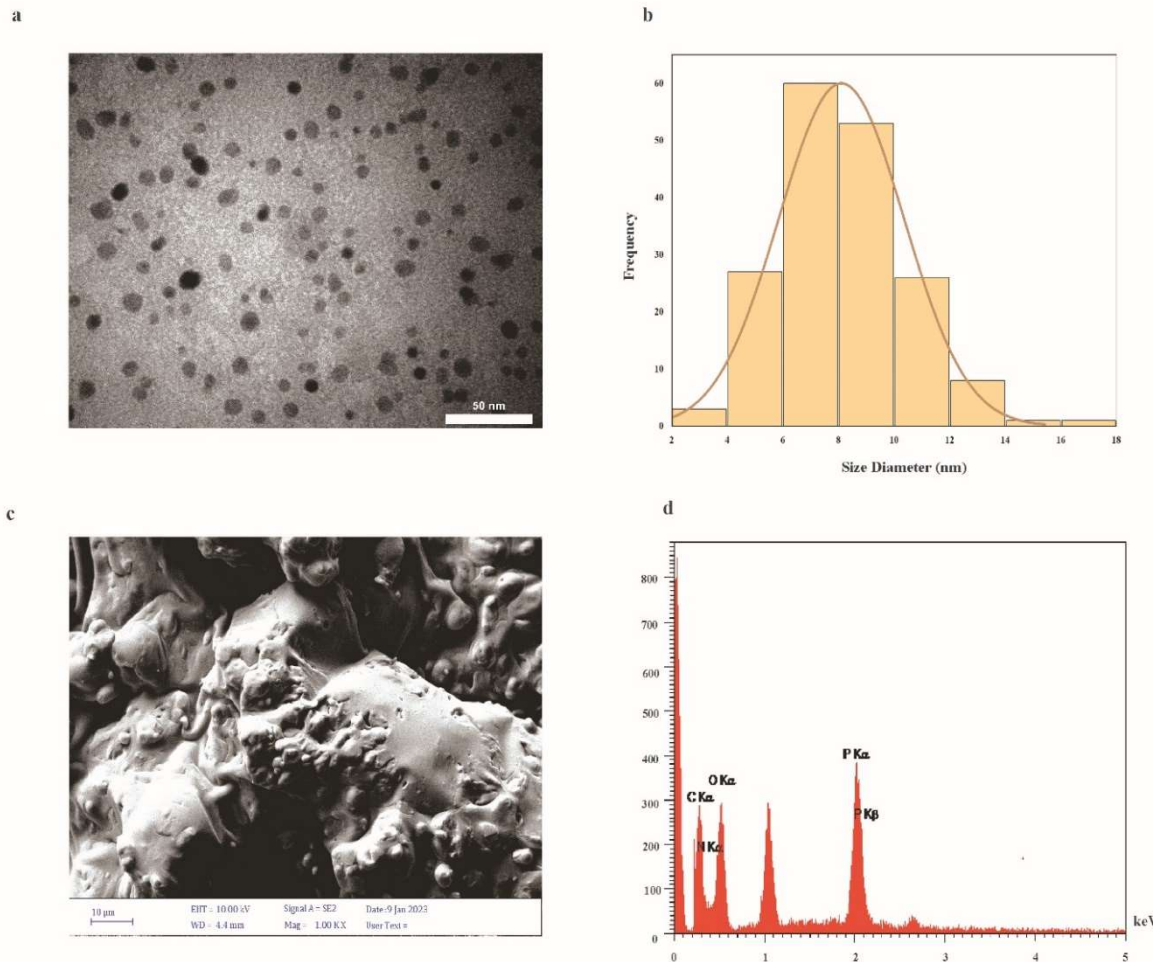 a
50 nm
b
60
50
40
30
20
10
0
Frequency
2 4 6 8 10 12 14 16 18
Size Diameter (nm)
c
10 µm
EHT = 10.00 kV Signal A = SE2 Date :9 Jan 2023
WD = 4.4 mm Mag = 1.00 KX User Text =
d
800
700
600
500
400
300
200
100
0
C Kα
N Kα
O Kα
P Kα
P Kβ
0 1 2 3 4 5
keV